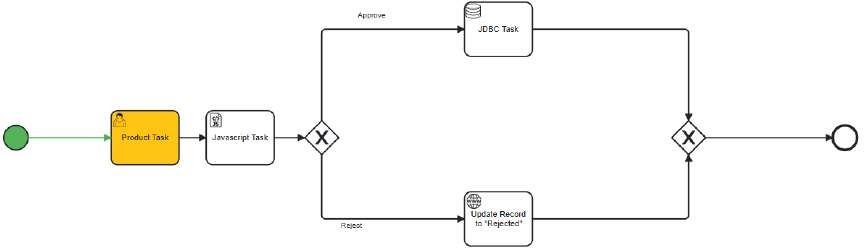 Approve
JDBC Task
Product Task
Javascript Task
Reject
Update Record
to "Rejected"